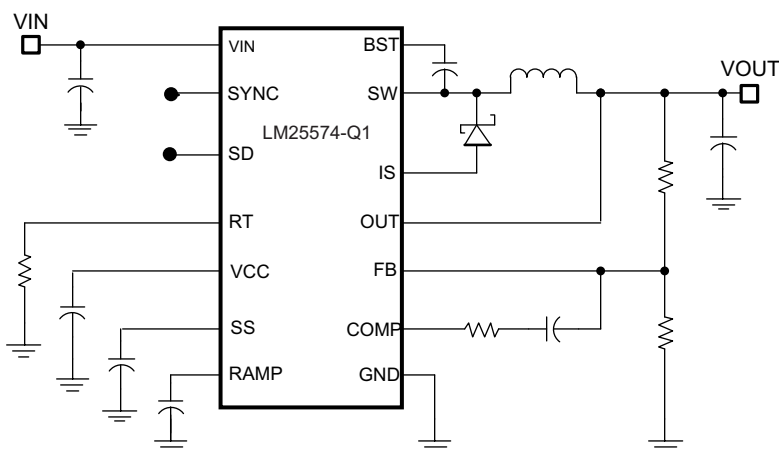 VIN
VOUT
VIN
SYNC
SD
RT
VCC
SS
RAMP
LM25574-Q1
BST
SW
IS
OUT
FB
COMP
GND